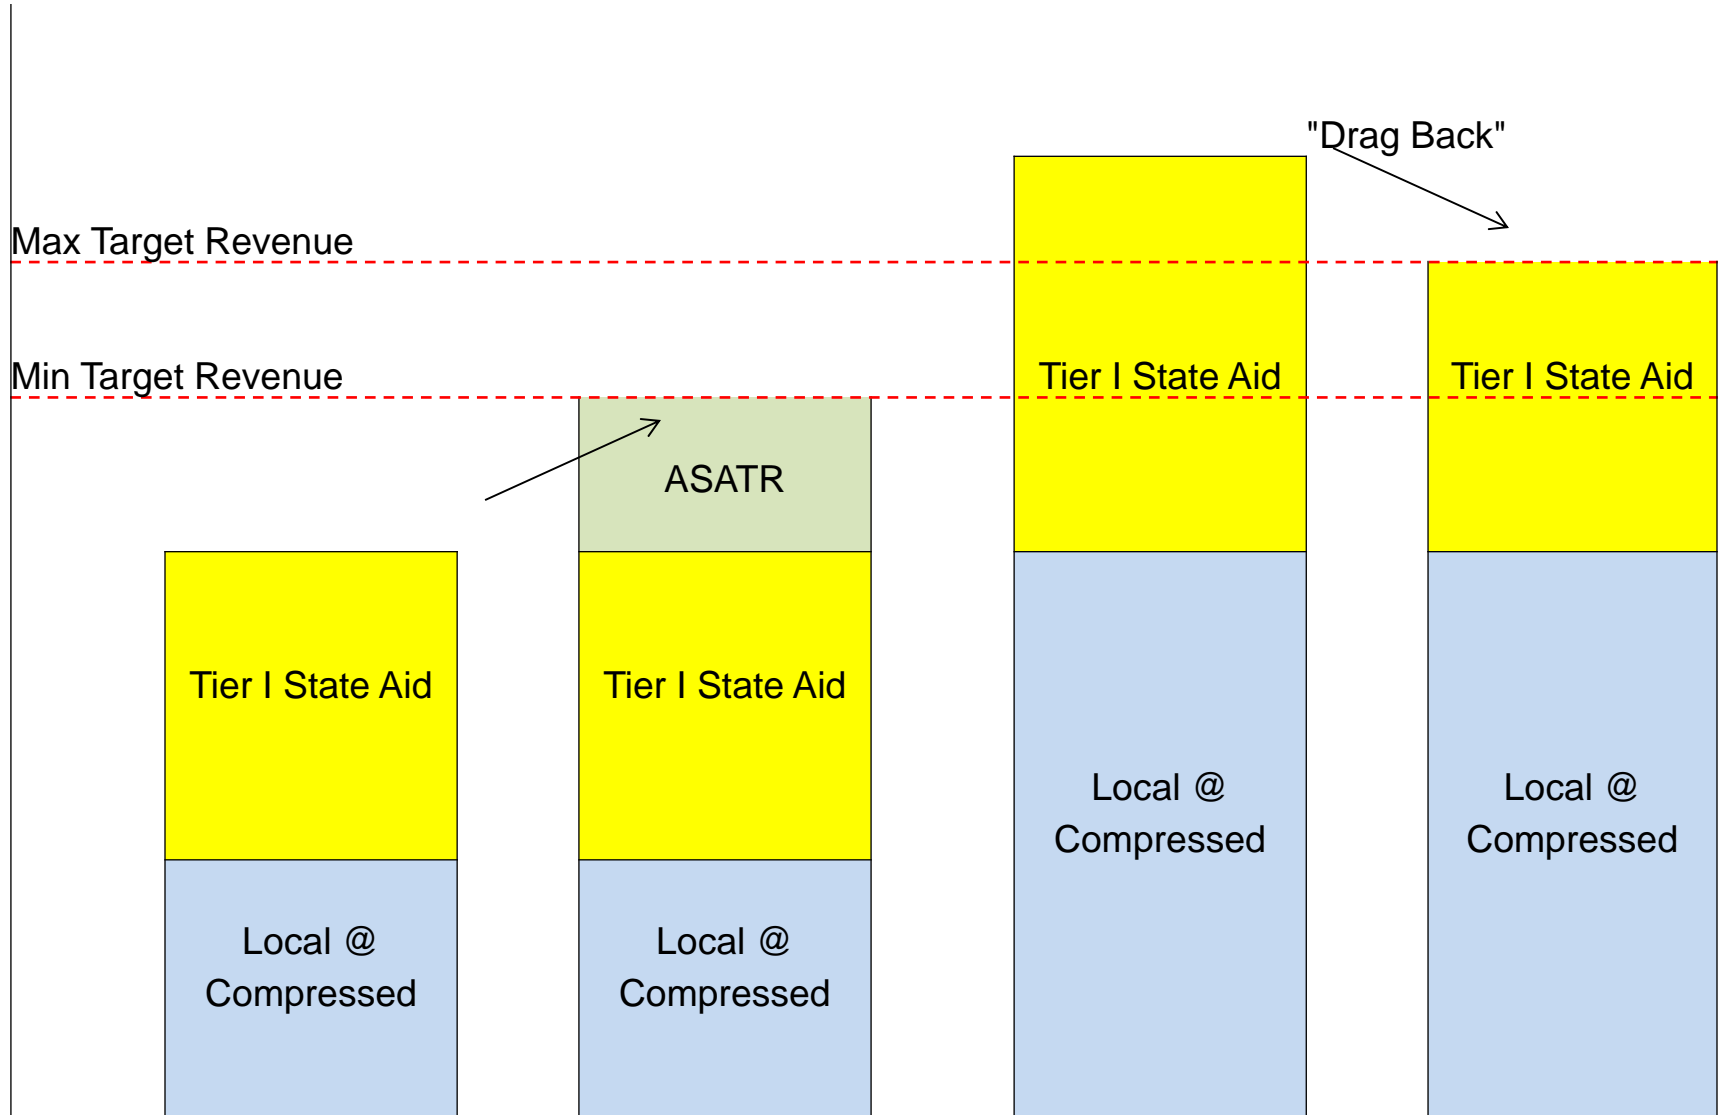 "Drag Back"
Max Target Revenue
Min Target Revenue
Tier I State Aid
Tier I State Aid
ASATR
Tier I State Aid
Tier I State Aid
Local @
Compressed
Local @
Compressed
Local @
Compressed
Local @
Compressed